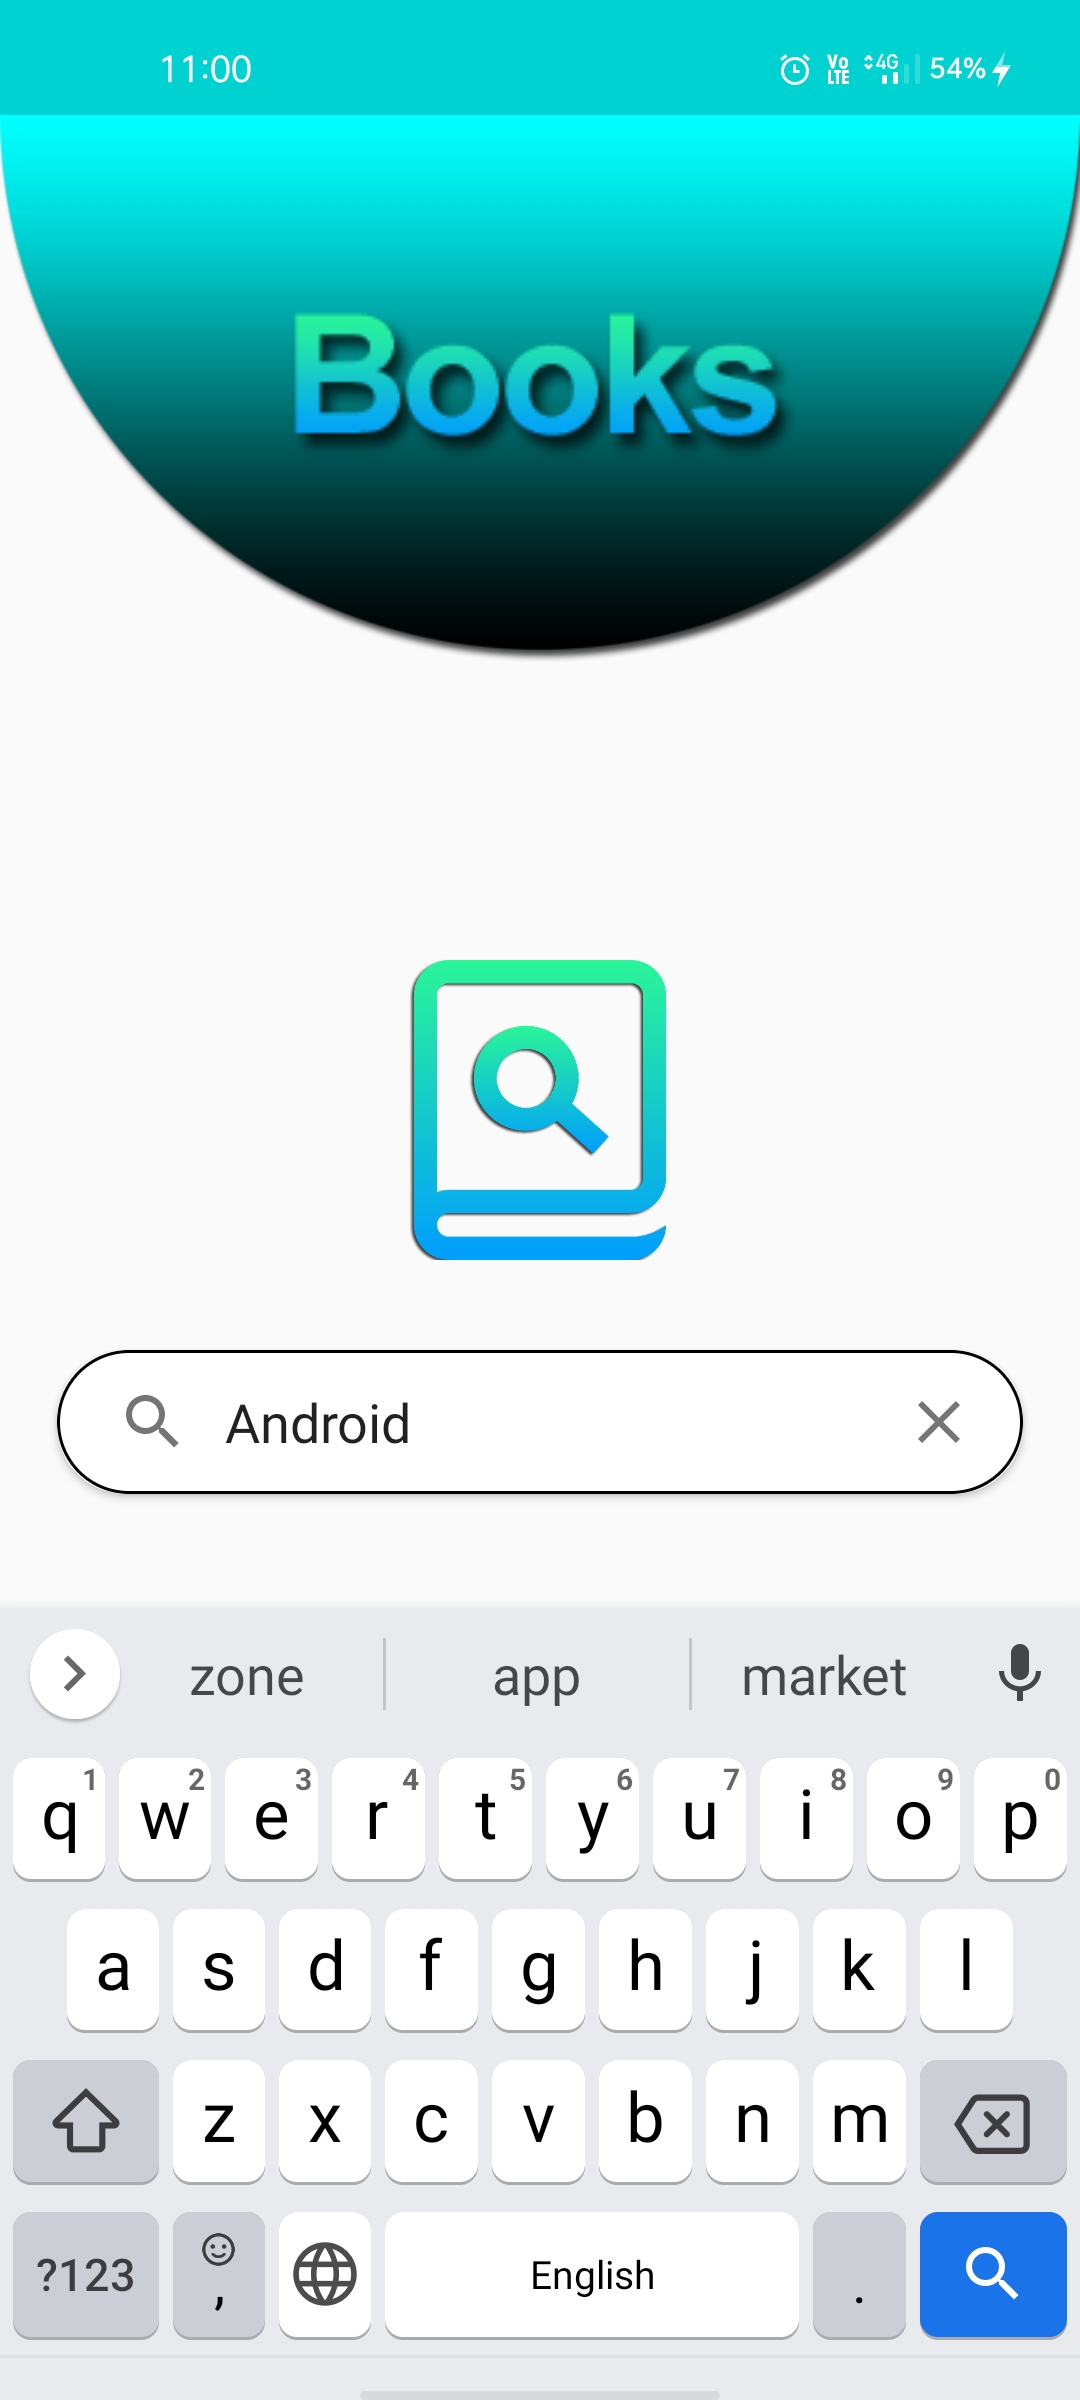 11:00 Vo LTE 4G 54%
Books
Android
zone app market
1 2 3 4 5 6 7 8 9 0
q w e r t y u i o p
a s d f g h j k l
z x c v b n m
?123 , English .